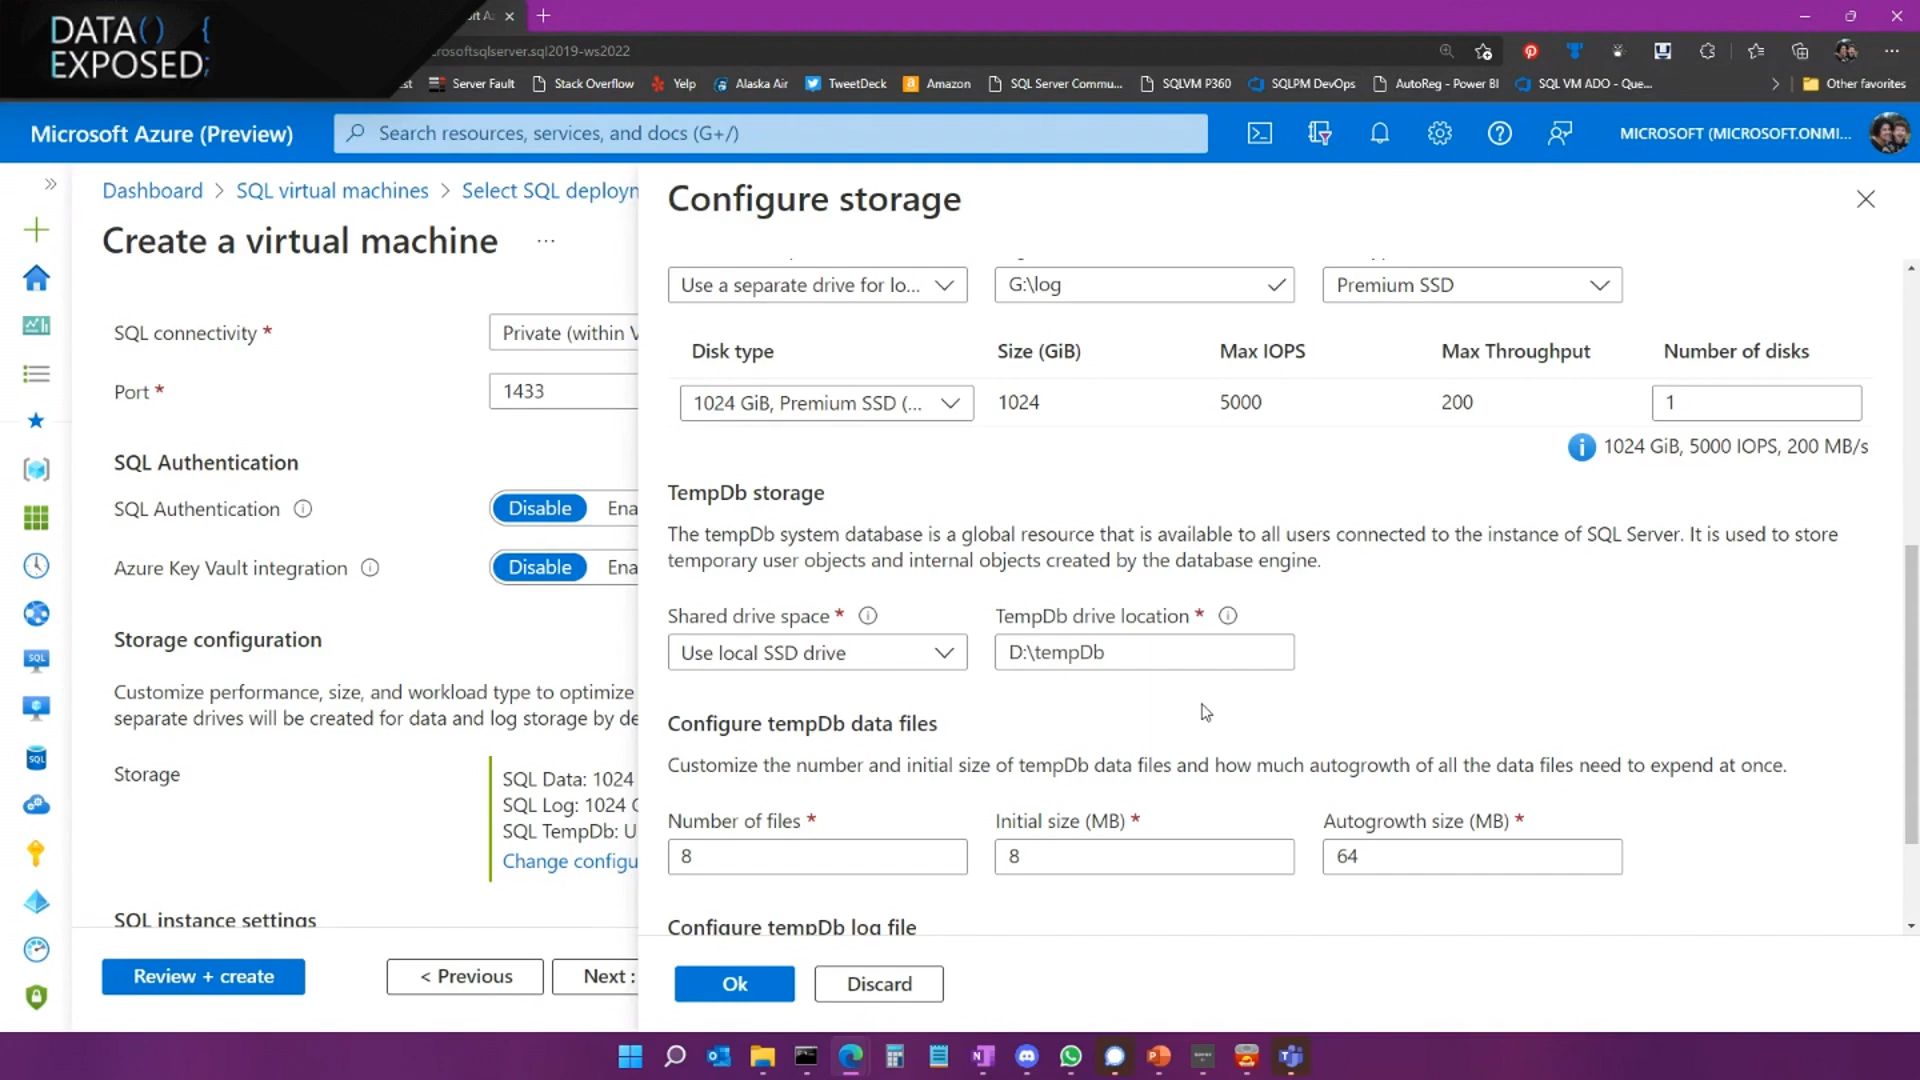 DATA() {
EXPOSED;
rosoftsqlserver.sql2019-ws2022
est
Server Fault
Stack Overflow
Yelp
Alaska Air
TweetDeck
Amazon
SQL Server Commu...
SQLVM P360
SQLPM DevOps
AutoReg - Power BI
SQL VM ADO - Que...
Other favorites
Microsoft Azure (Preview)
Search resources, services, and docs (G+/)
MICROSOFT (MICROSOFT.ONMI...
Dashboard > SQL virtual machines > Select SQL deployn
Create a virtual machine ...
SQL connectivity *
Private (within V
Port *
1433
SQL Authentication
SQL Authentication
Disable Ena
Azure Key Vault integration
Disable Ena
Storage configuration
Customize performance, size, and workload type to optimize
separate drives will be created for data and log storage by de
Storage
SQL Data: 1024
SQL Log: 1024 G
SQL TempDb: U
Change configu
SQL instance settings
Review + create
< Previous
Next :
Configure storage
Use a separate drive for lo...
G:\log
Premium SSD
Disk type Size (GiB) Max IOPS Max Throughput Number of disks
1024 GiB, Premium SSD (... 1024 5000 200 1
1024 GiB, 5000 IOPS, 200 MB/s
TempDb storage
The tempDb system database is a global resource that is available to all users connected to the instance of SQL Server. It is used to store
temporary user objects and internal objects created by the database engine.
Shared drive space * TempDb drive location *
Use local SSD drive D:\tempDb
Configure tempDb data files
Customize the number and initial size of tempDb data files and how much autogrowth of all the data files need to expend at once.
Number of files * Initial size (MB) * Autogrowth size (MB) *
8 8 64
Configure tempDb log file
Ok
Discard